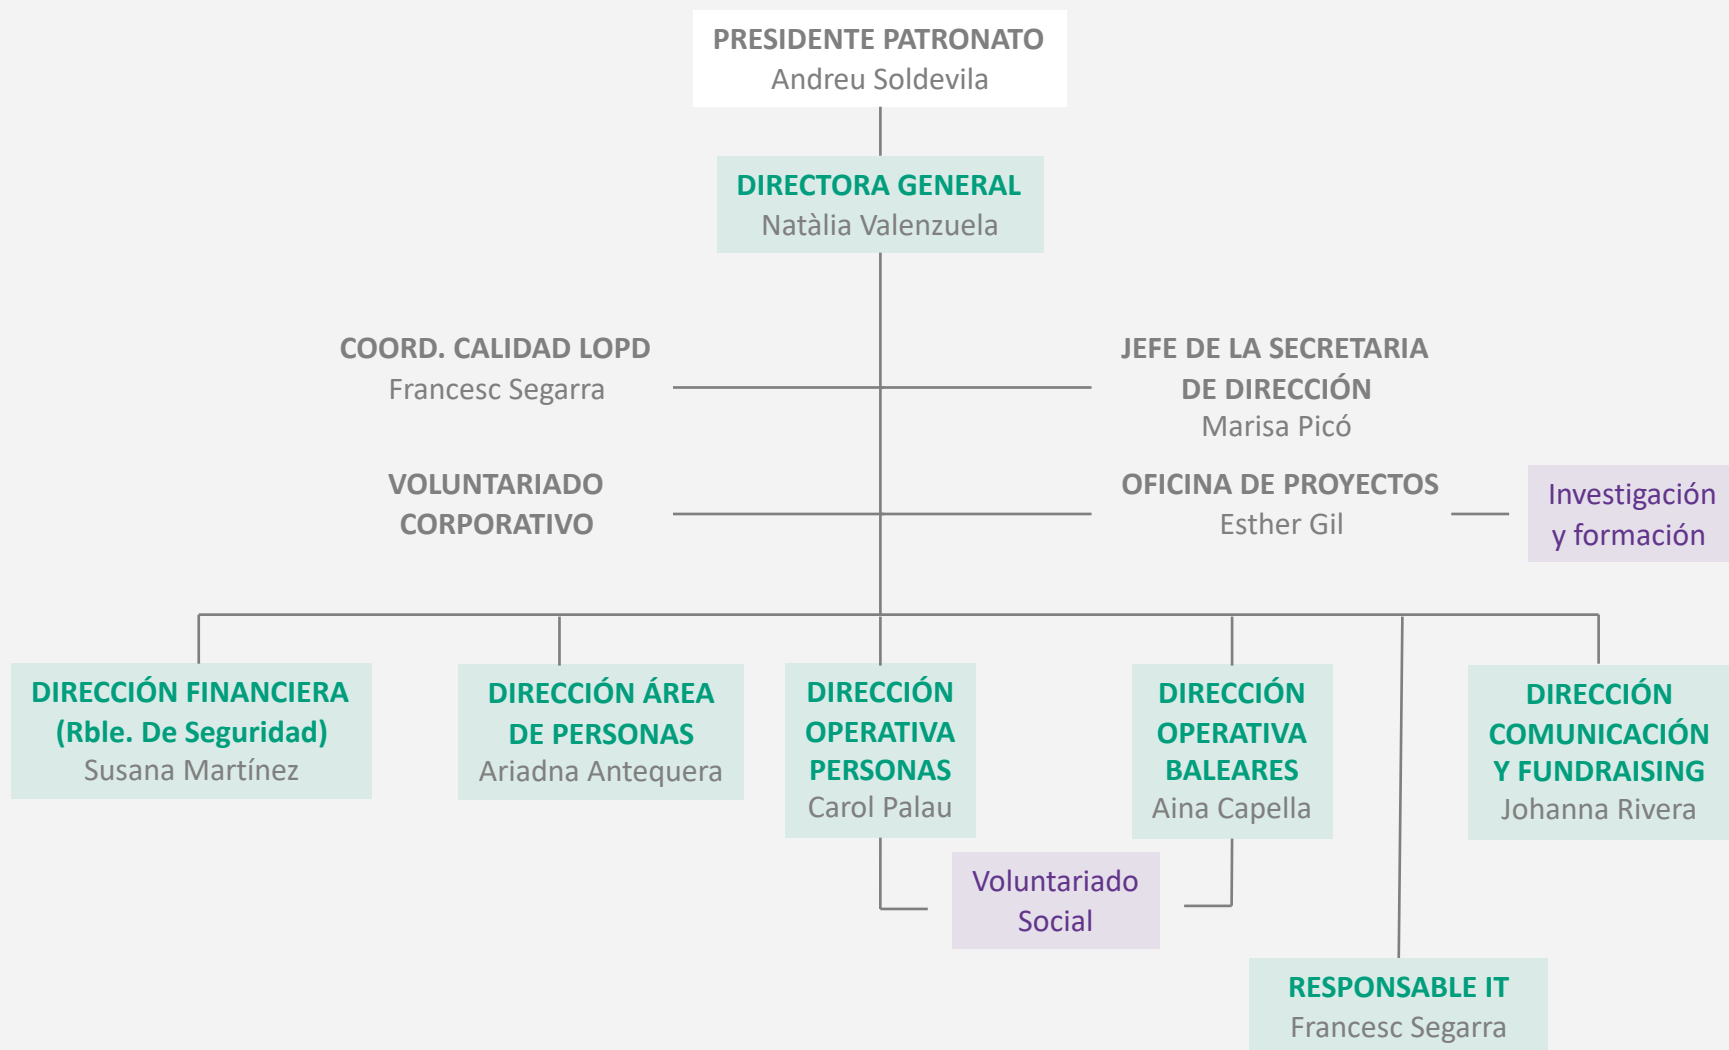 PRESIDENTE PATRONATO
Andreu Soldevila
DIRECTORA GENERAL
Natàlia Valenzuela
COORD. CALIDAD LOPD
Francesc Segarra
JEFE DE LA SECRETARIA
DE DIRECCIÓN
Marisa Picó
VOLUNTARIADO
CORPORATIVO
OFICINA DE PROYECTOS
Esther Gil
Investigación
y formación
DIRECCIÓN FINANCIERA
(Rble. De Seguridad)
Susana Martínez
DIRECCIÓN ÁREA
DE PERSONAS
Ariadna Antequera
DIRECCIÓN
OPERATIVA
PERSONAS
Carol Palau
DIRECCIÓN
OPERATIVA
BALEARES
Aina Capella
DIRECCIÓN
COMUNICACIÓN
Y FUNDRAISING
Johanna Rivera
Voluntariado
Social
RESPONSABLE IT
Francesc Segarra